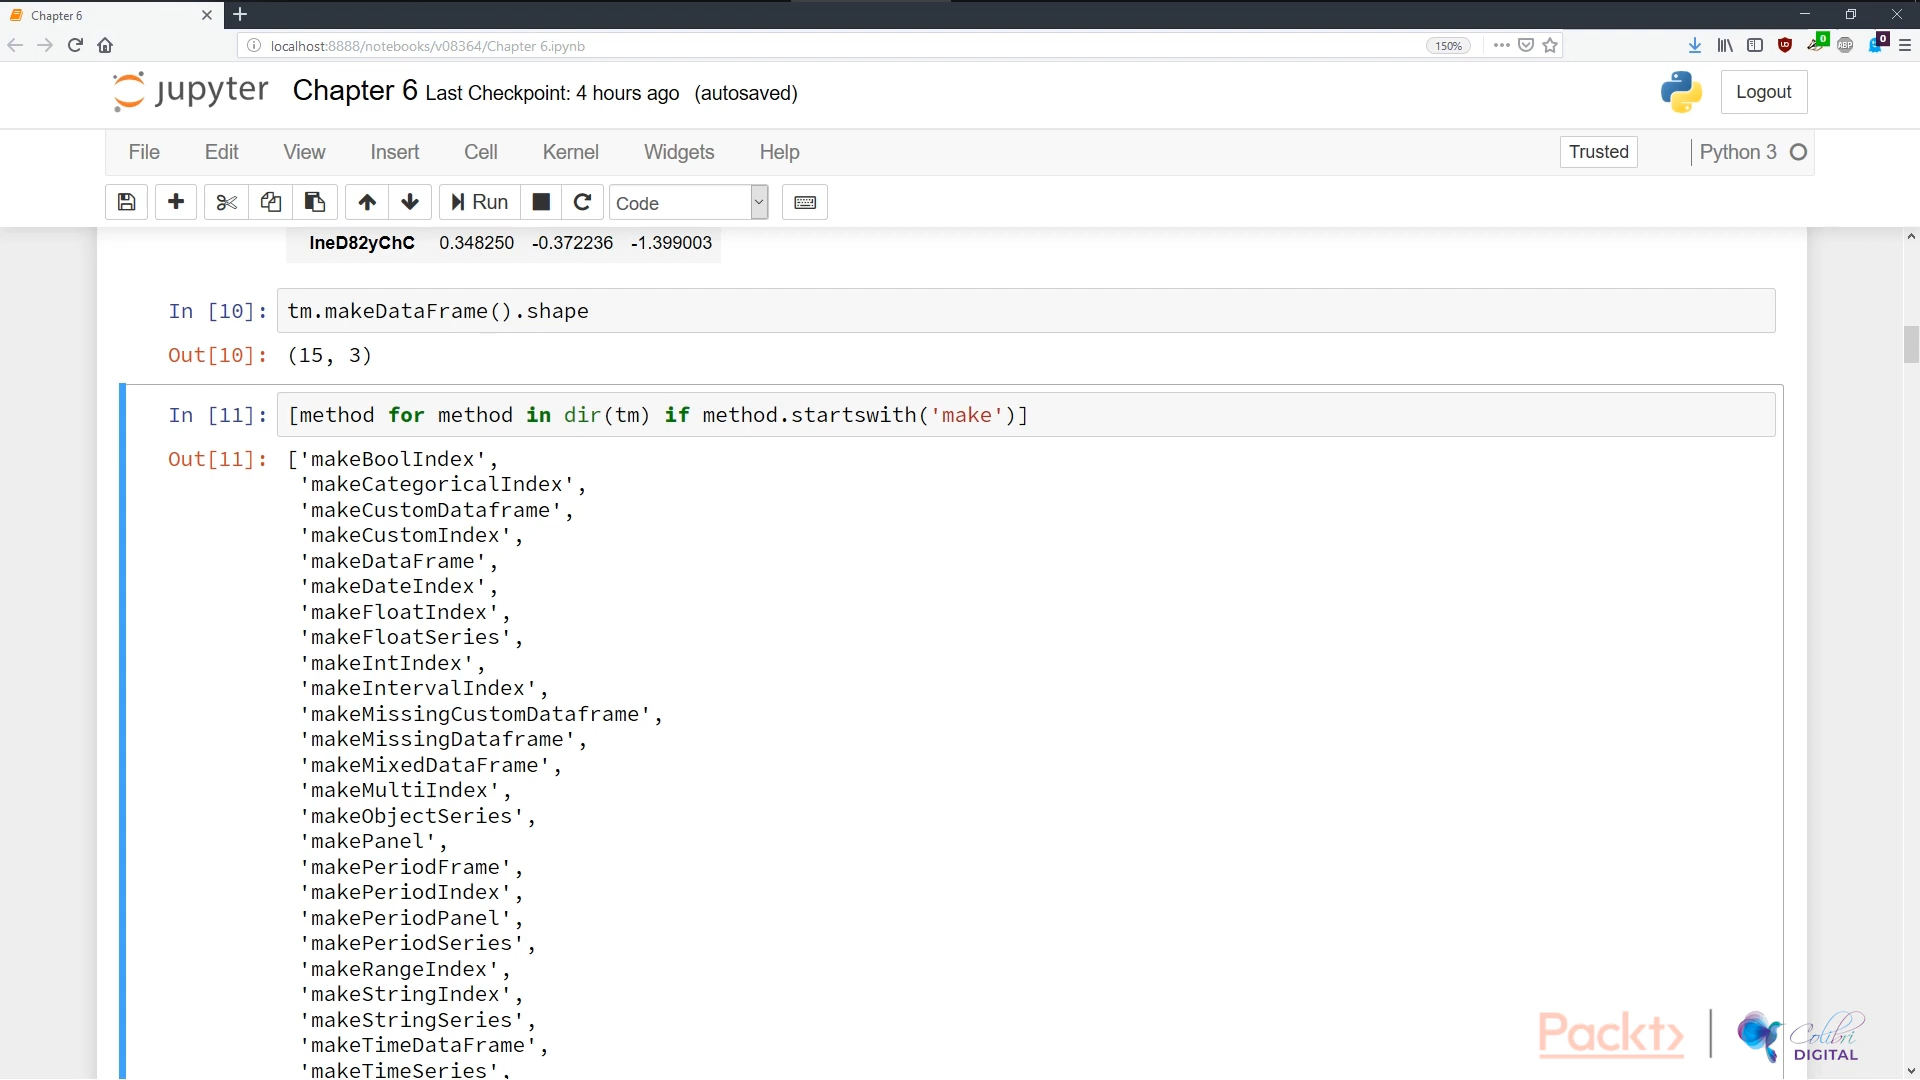 Chapter 6
localhost:8888/notebooks/v08364/Chapter 6.ipynb
150%
0
ABP
0
jupyter Chapter 6 Last Checkpoint: 4 hours ago (autosaved)
Logout
File Edit View Insert Cell Kernel Widgets Help
Trusted
Python 3
Run
Code
IneD82yChC 0.348250 -0.372236 -1.399003
In [10]: tm.makeDataFrame().shape
Out[10]: (15, 3)
In [11]: [method for method in dir(tm) if method.startswith('make')]
Out[11]: ['makeBoolIndex',
'makeCategoricalIndex',
'makeCustomDataframe',
'makeCustomIndex',
'makeDataFrame',
'makeDateIndex',
'makeFloatIndex',
'makeFloatSeries',
'makeIntIndex',
'makeIntervalIndex',
'makeMissingCustomDataframe',
'makeMissingDataframe',
'makeMixedDataFrame',
'makeMultiIndex',
'makeObjectSeries',
'makePanel',
'makePeriodFrame',
'makePeriodIndex',
'makePeriodPanel',
'makePeriodSeries',
'makeRangeIndex',
'makeStringIndex',
'makeStringSeries',
'makeTimeDataFrame',
'makeTimeSeries',
Packt>
Colibri
DIGITAL